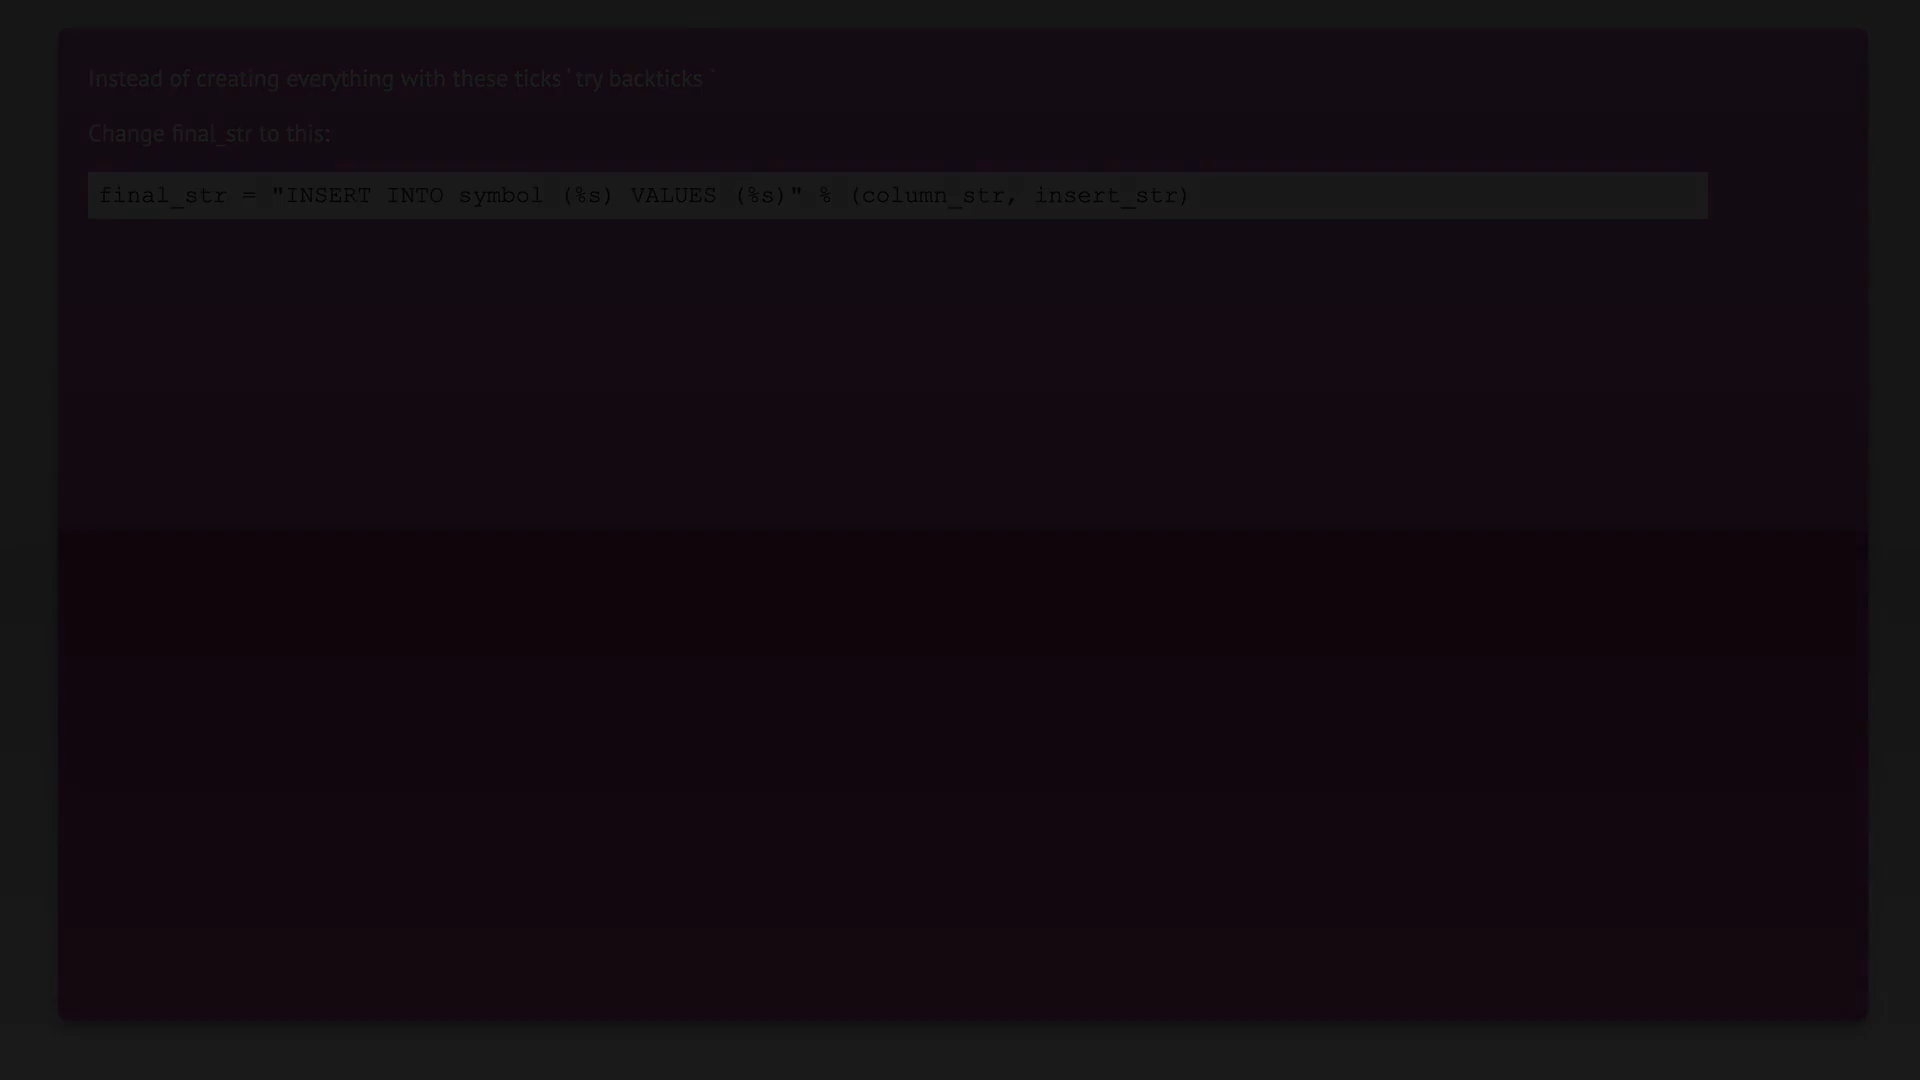 Instead of creating everything with these ticks ' try backticks `
Change final_str to this:
final_str = "INSERT INTO symbol (%s) VALUES (%s)" % (column_str, insert_str)